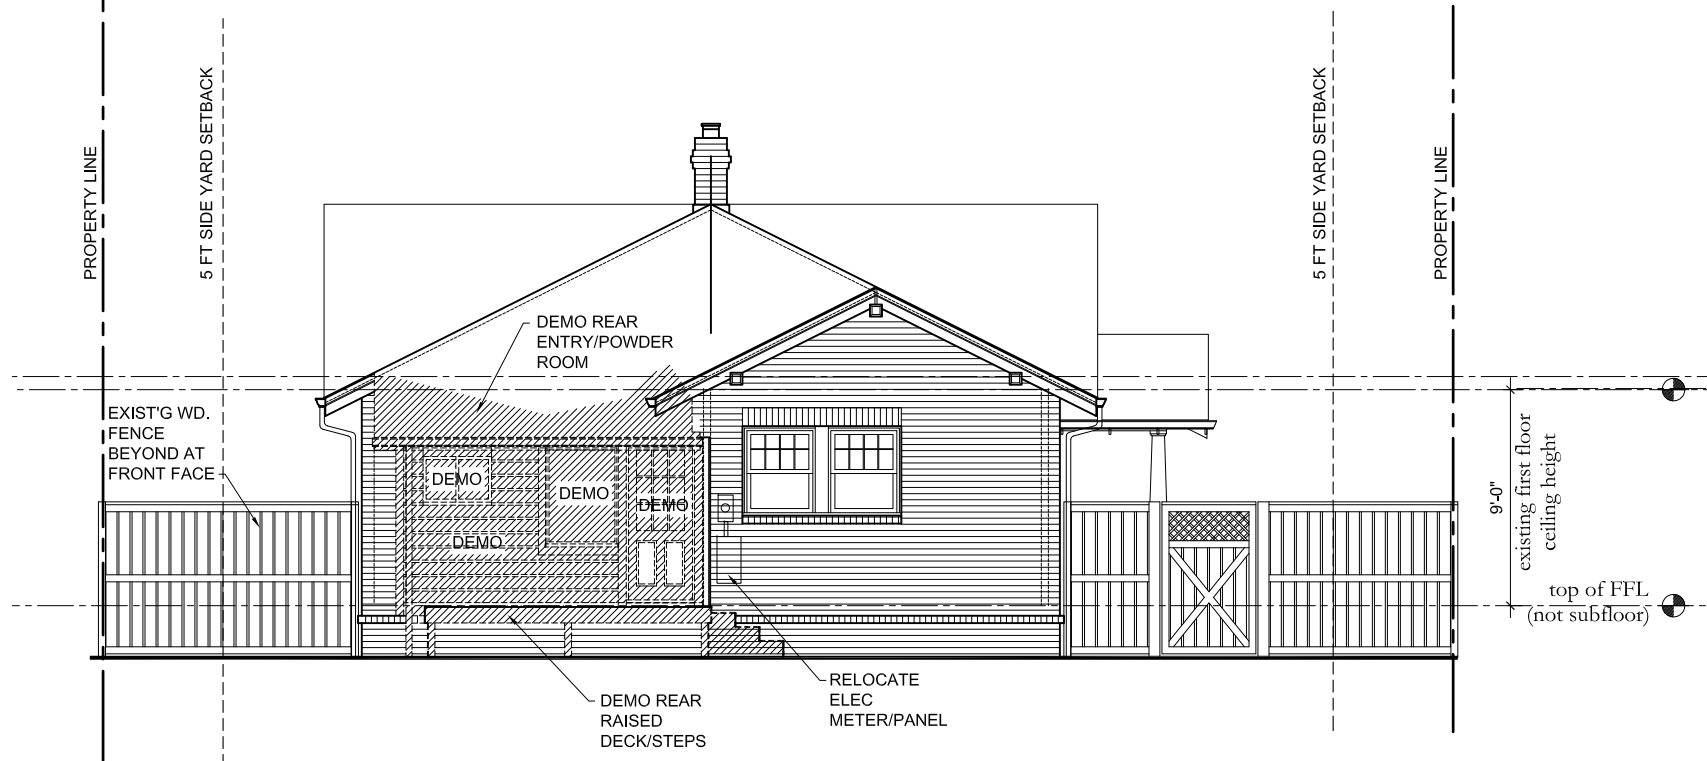 PROPERTY LINE
5 FT SIDE YARD SETBACK
5 FT SIDE YARD SETBACK
PROPERTY LINE
DEMO REAR
ENTRY/POWDER
ROOM
EXIST'G WD.
FENCE
BEYOND AT
FRONT FACE
DEMO
DEMO
DEMO
DEMO
9'-0"
existing first floor
ceiling height
top of FFL
(not subfloor)
DEMO REAR
RAISED
DECK/STEPS
RELOCATE
ELEC
METER/PANEL